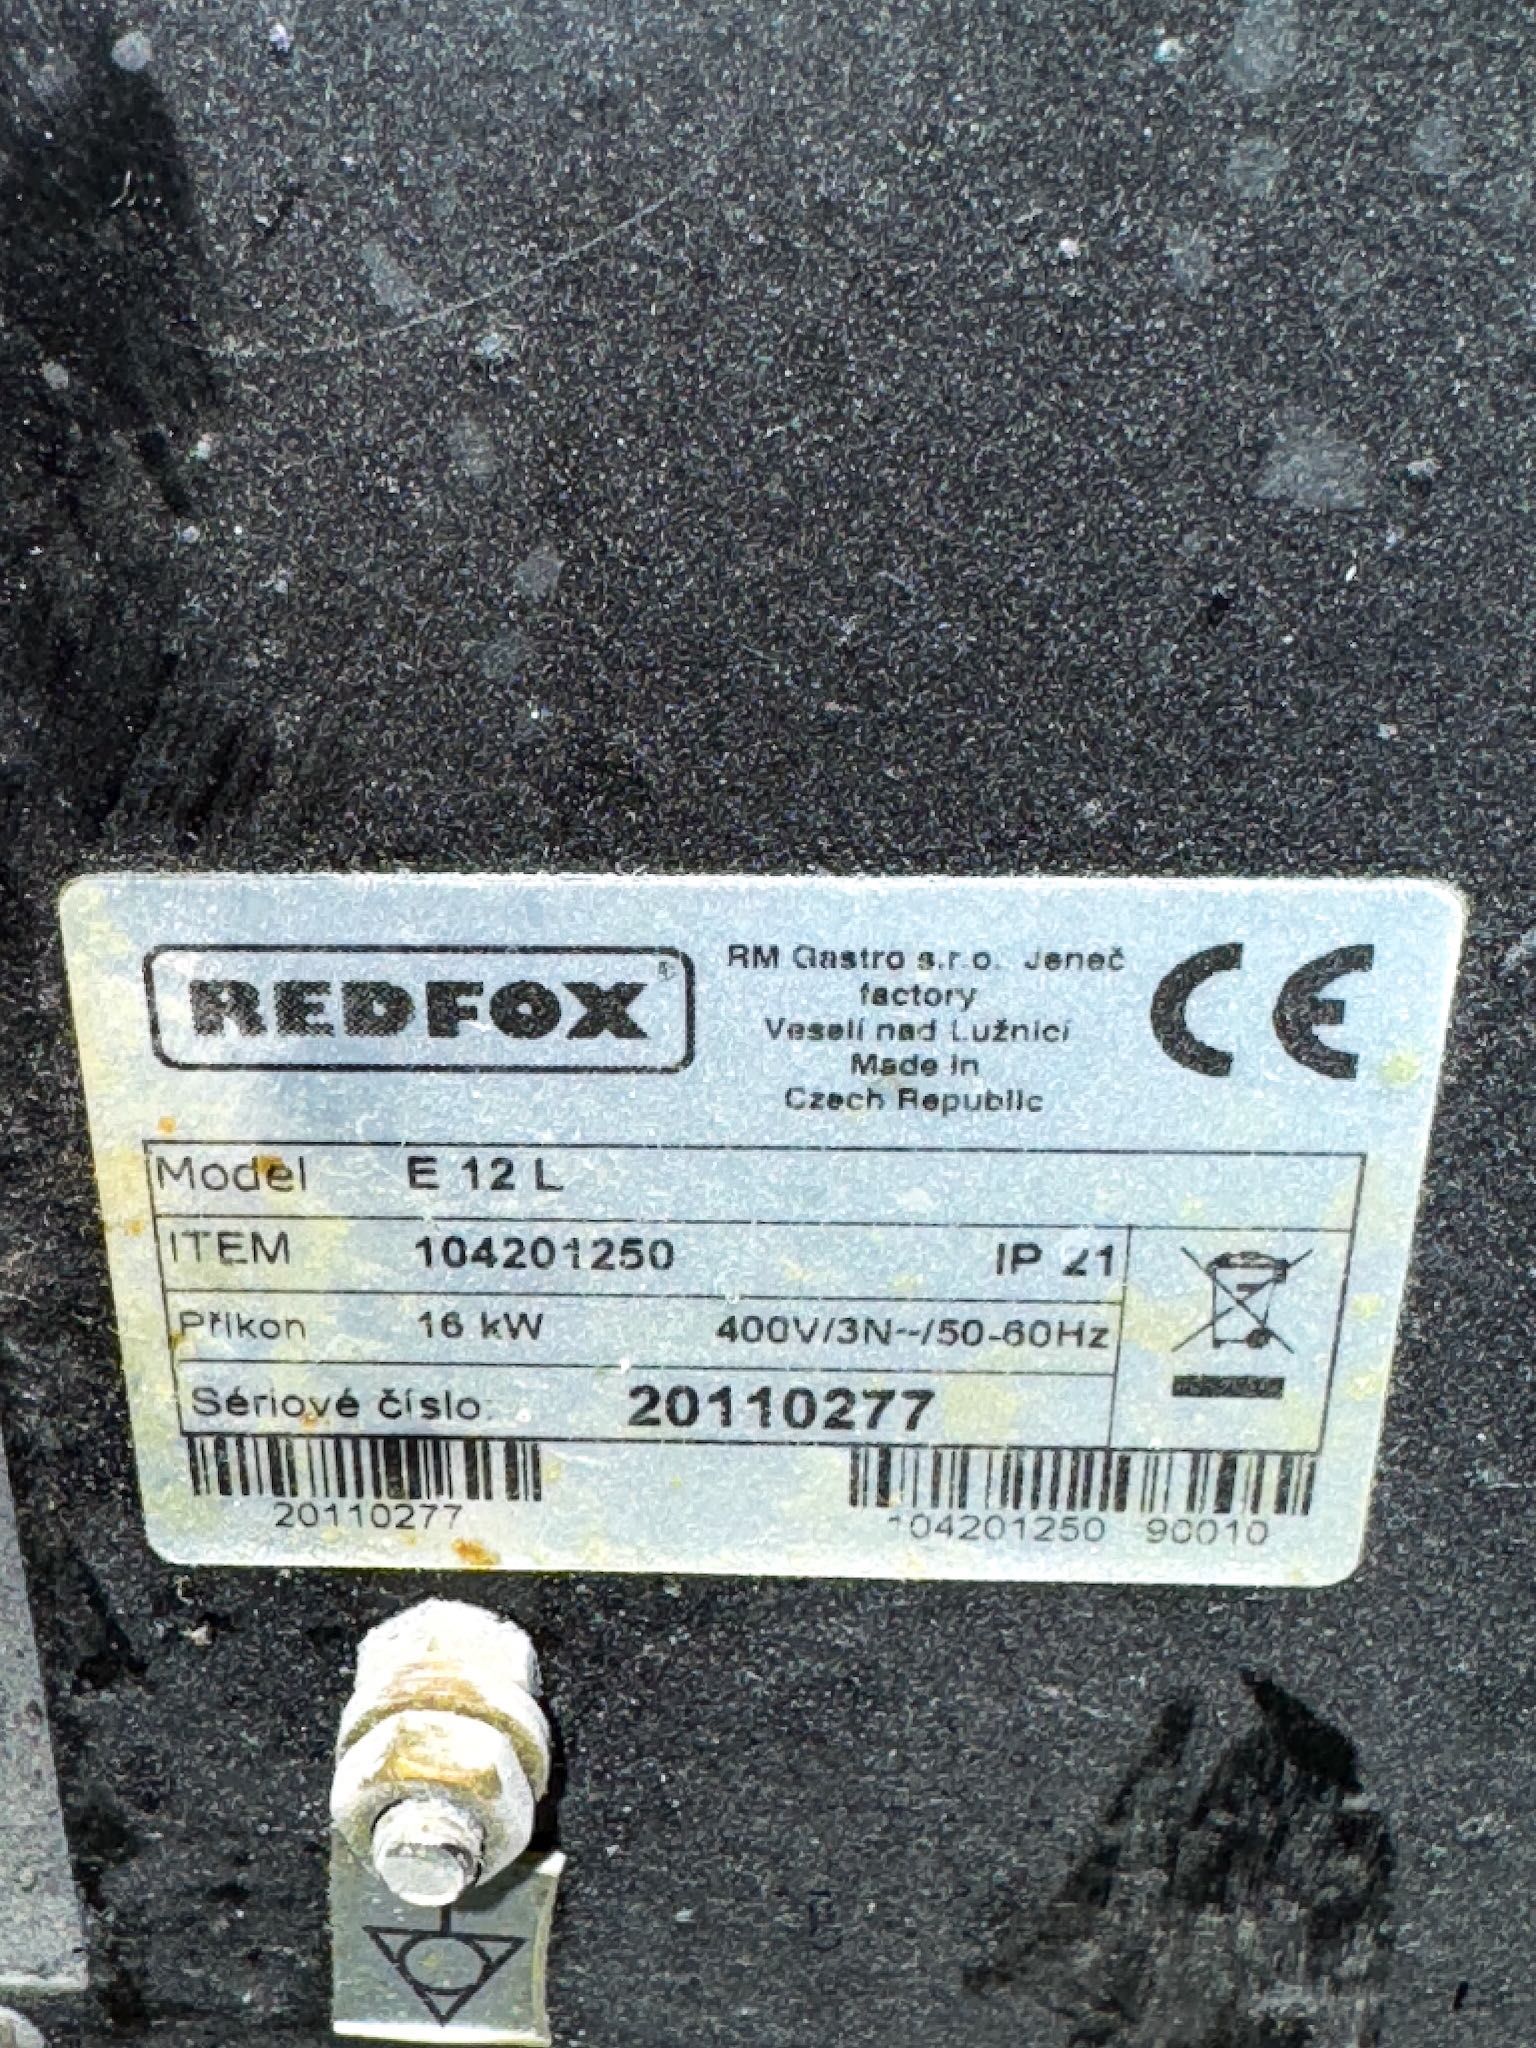 REDFOX
RM Gastro s.r.o. Jeneč
factory
Veselí nad Lužnicí
Made in
Czech Republic
CE
Model E 12 L
ITEM 104201250 IP 21
Příkon 16 kW 400V/3N~/50-60Hz
Sériové číslo: 20110277
20110277
104201250 90010